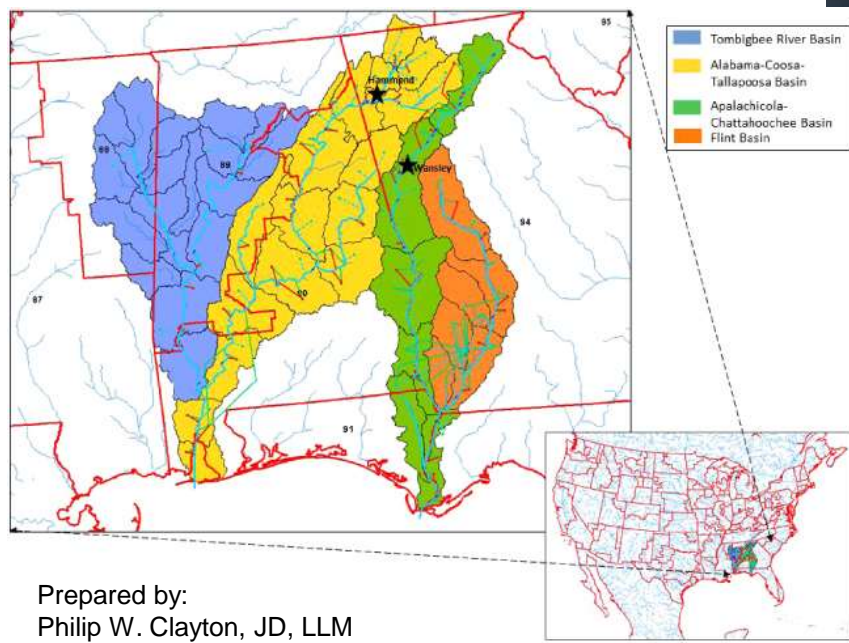 95
Tombigbee River Basin
Alabama-Coosa-
Tallapoosa Basin
Apalachicola-
Chattahoochee Basin
Flint Basin
Hammond
88
89
Wansley
94
90
87
91
Prepared by:
Philip W. Clayton, JD, LLM